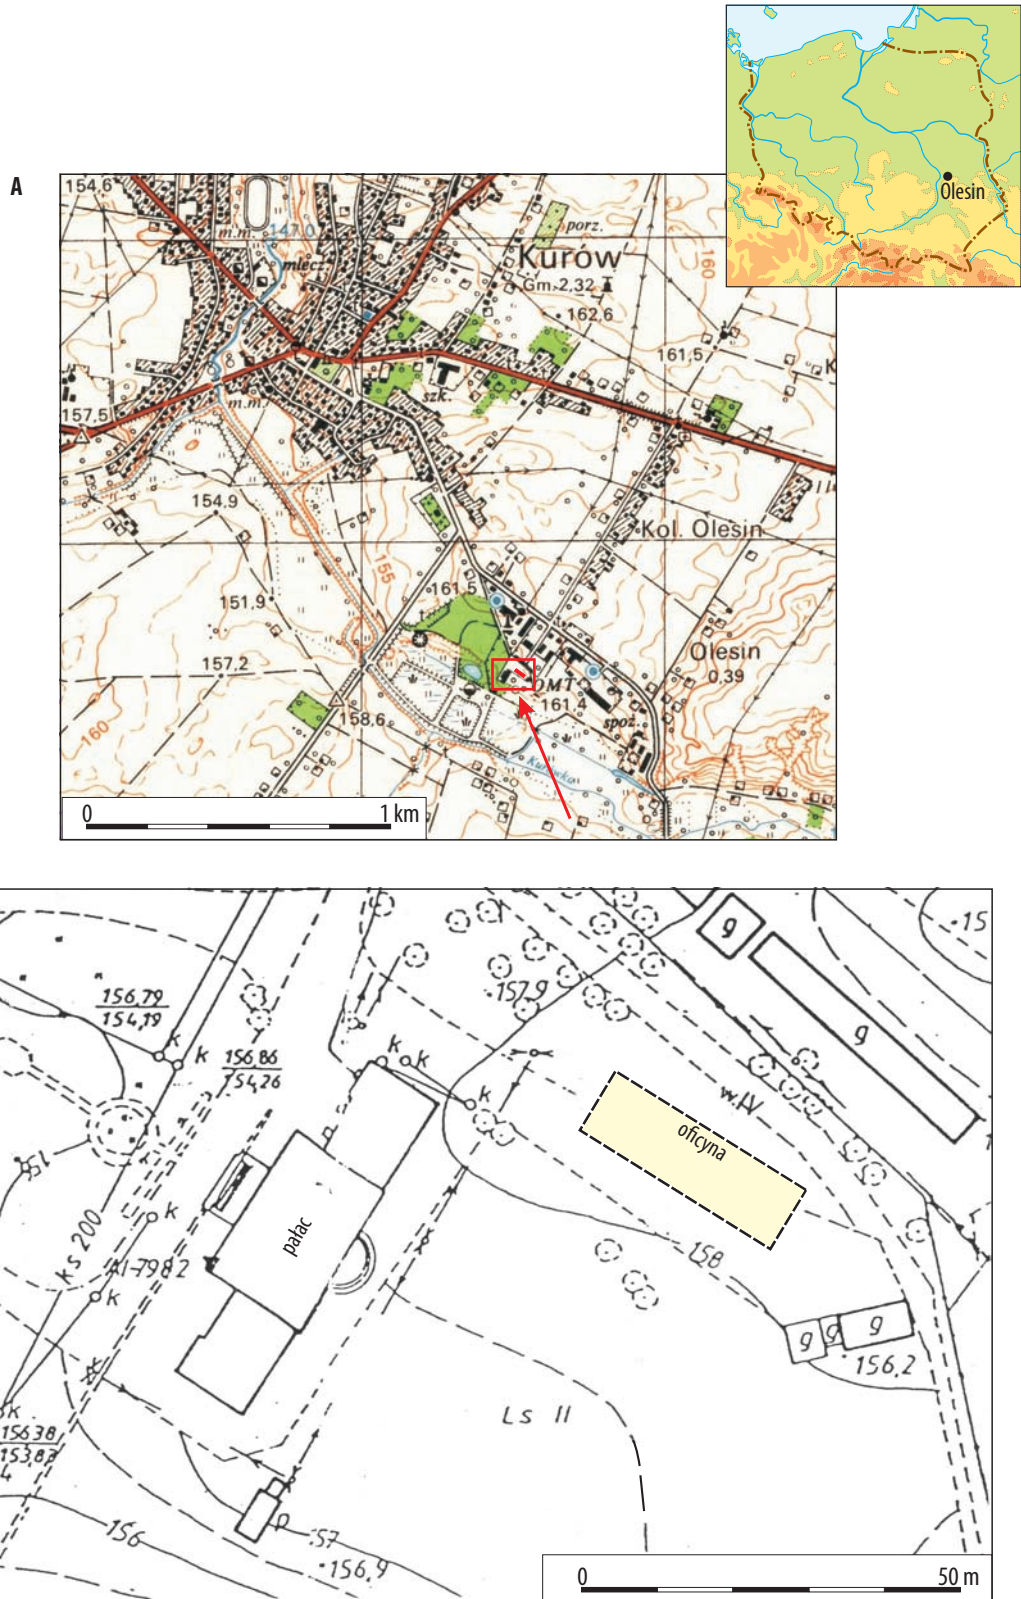 Olesin
A
154.6
m.m.
147.0
mlecz.
porz.
Kurów
Gm. 2,32
162.6
160
161,5
K
157.5
szk.
m.m.
154.9
Kol. Olesin
155
161.5
151.9
Olesin
0,39
157.2
OMT
161.4
158.6
spoż.
160
Kurówka
0
1 km
g
15
156,79
154,19
157,9
g
k
k
156,86
154,26
k
k
k
w.IV
oficyna
k
pałac
ks 200
158
k
g
g
g
156,2
Ls II
k
156,38
153,83
4
156
57
156,9
0
50 m